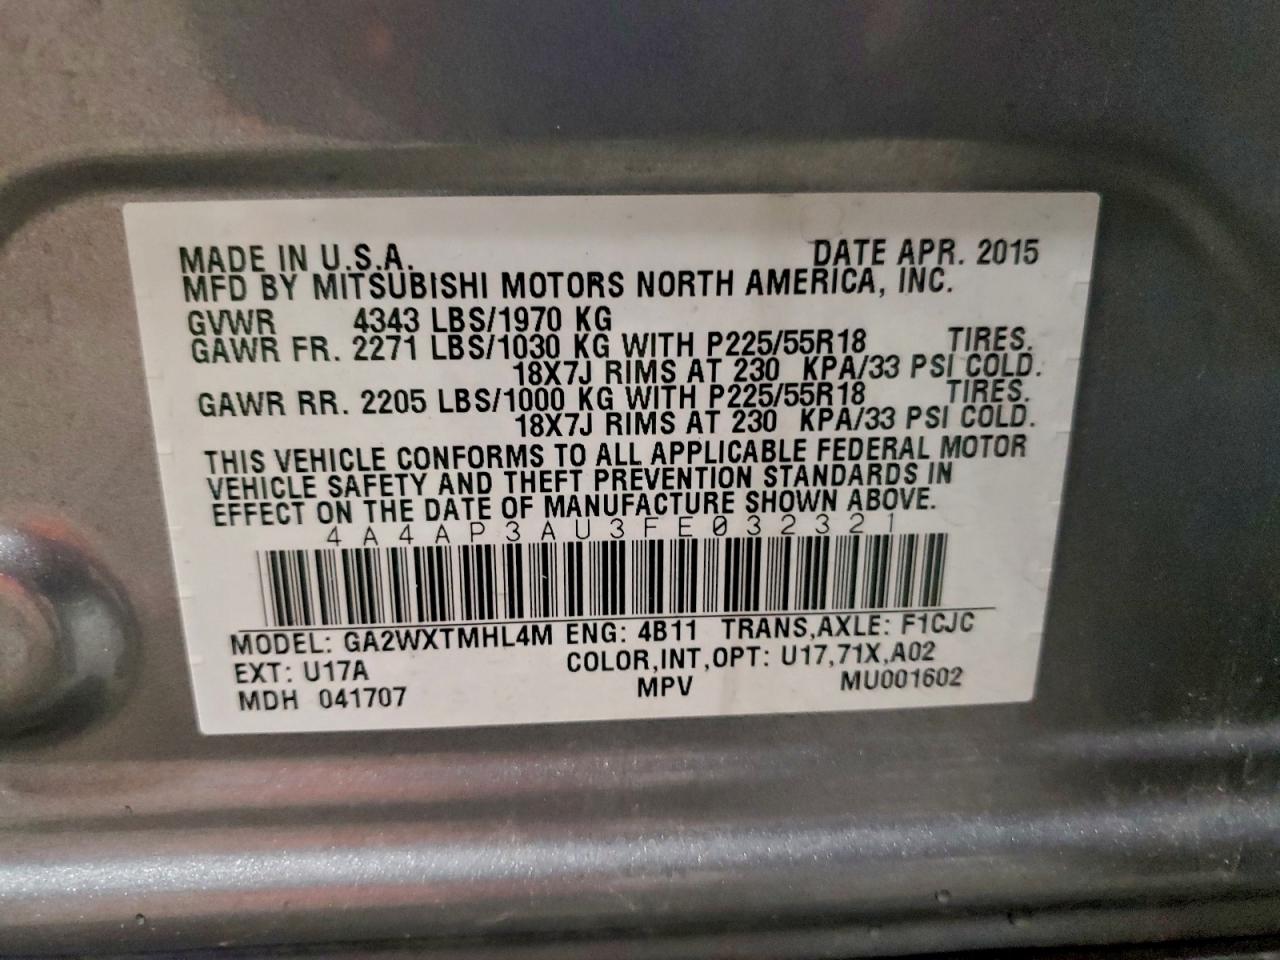 MADE IN U.S.A. DATE APR. 2015
MFD BY MITSUBISHI MOTORS NORTH AMERICA, INC.
GVWR 4343 LBS/1970 KG
GAWR FR. 2271 LBS/1030 KG WITH P225/55R18 TIRES.
18X7J RIMS AT 230 KPA/33 PSI COLD.
GAWR RR. 2205 LBS/1000 KG WITH P225/55R18 TIRES.
18X7J RIMS AT 230 KPA/33 PSI COLD.
THIS VEHICLE CONFORMS TO ALL APPLICABLE FEDERAL MOTOR
VEHICLE SAFETY AND THEFT PREVENTION STANDARDS IN
EFFECT ON THE DATE OF MANUFACTURE SHOWN ABOVE.
4A4AP3AU3FE032321
MODEL: GA2WXTMHL4M ENG: 4B11 TRANS,AXLE: F1CJC
EXT: U17A COLOR,INT,OPT: U17,71X,A02
MDH 041707 MPV MU001602